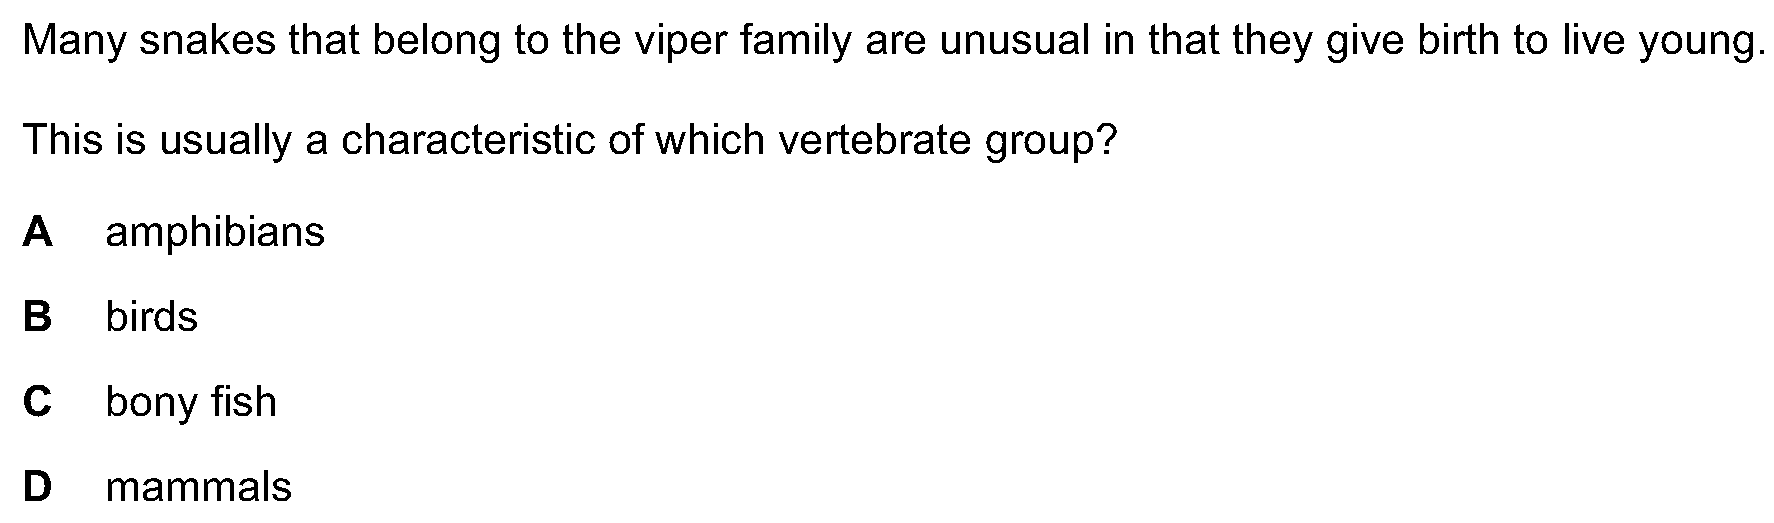 Many snakes that belong to the viper family are unusual in that they give birth to live young.
This is usually a characteristic of which vertebrate group?
A amphibians
B birds
C bony fish
D mammals